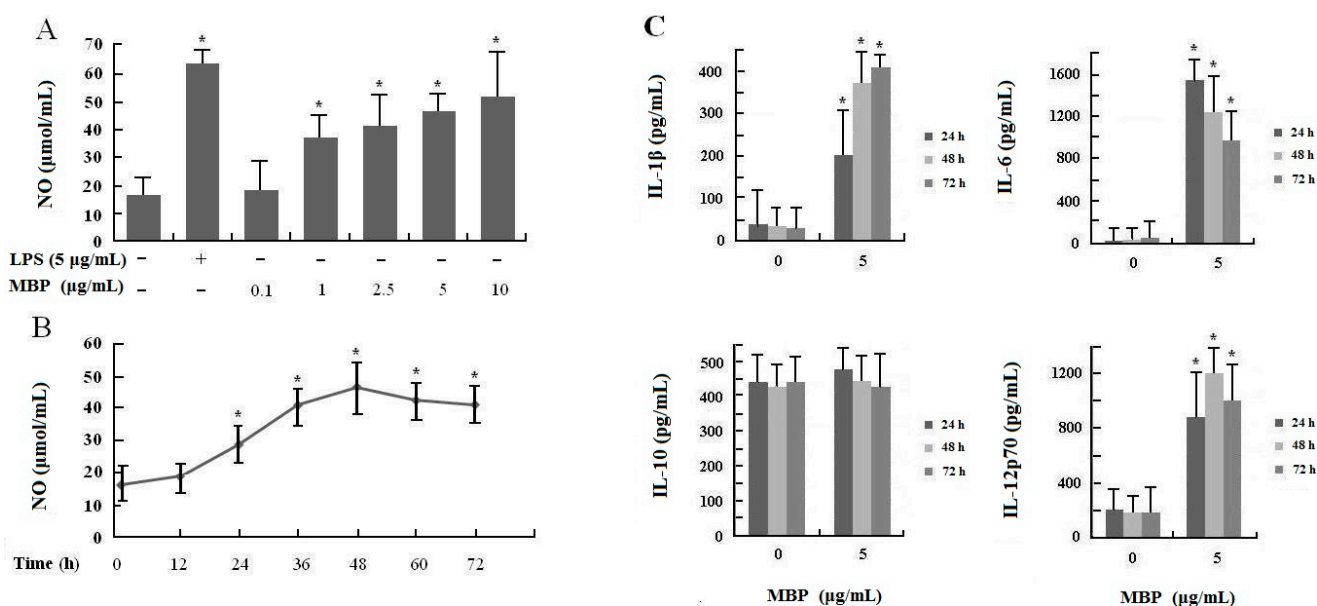 A
NO (μmol/mL)
70
60
50
40
30
20
10
0
* * * * *
LPS (5 μg/mL) – + – – – – –
MBP (μg/mL) – – 0.1 1 2.5 5 10
B
NO (μmol/mL)
60
50
40
30
20
10
0
* * * * *
Time (h) 0 12 24 36 48 60 72
C
IL-1β (pg/mL)
400
300
200
100
0
* * *
0 5
24 h
48 h
72 h
IL-6 (pg/mL)
1600
1200
800
400
0
* * *
0 5
24 h
48 h
72 h
IL-10 (pg/mL)
500
400
300
450
100
0
0 5
24 h
48 h
72 h
MBP (μg/mL)
IL-12p70 (pg/mL)
1200
800
400
0
* * *
0 5
24 h
48 h
72 h
MBP (μg/mL)